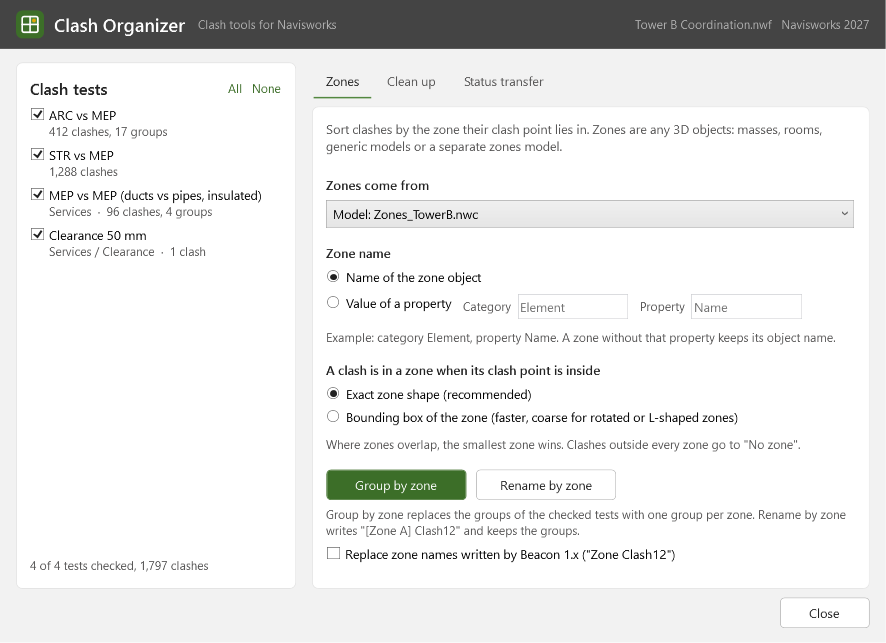 Clash Organizer
Clash tools for Navisworks
Tower B Coordination.nwf Navisworks 2027
Clash tests
All None
ARC vs MEP
412 clashes, 17 groups
STR vs MEP
1,288 clashes
MEP vs MEP (ducts vs pipes, insulated)
Services · 96 clashes, 4 groups
Clearance 50 mm
Services / Clearance · 1 clash
4 of 4 tests checked, 1,797 clashes
Zones Clean up Status transfer
Sort clashes by the zone their clash point lies in. Zones are any 3D objects: masses, rooms,
generic models or a separate zones model.
Zones come from
Model: Zones_TowerB.nwc
Zone name
Name of the zone object
Value of a property Category Element Property Name
Example: category Element, property Name. A zone without that property keeps its object name.
A clash is in a zone when its clash point is inside
Exact zone shape (recommended)
Bounding box of the zone (faster, coarse for rotated or L-shaped zones)
Where zones overlap, the smallest zone wins. Clashes outside every zone go to "No zone".
Group by zone Rename by zone
Group by zone replaces the groups of the checked tests with one group per zone. Rename by zone
writes "[Zone A] Clash12" and keeps the groups.
Replace zone names written by Beacon 1.x ("Zone Clash12")
Close